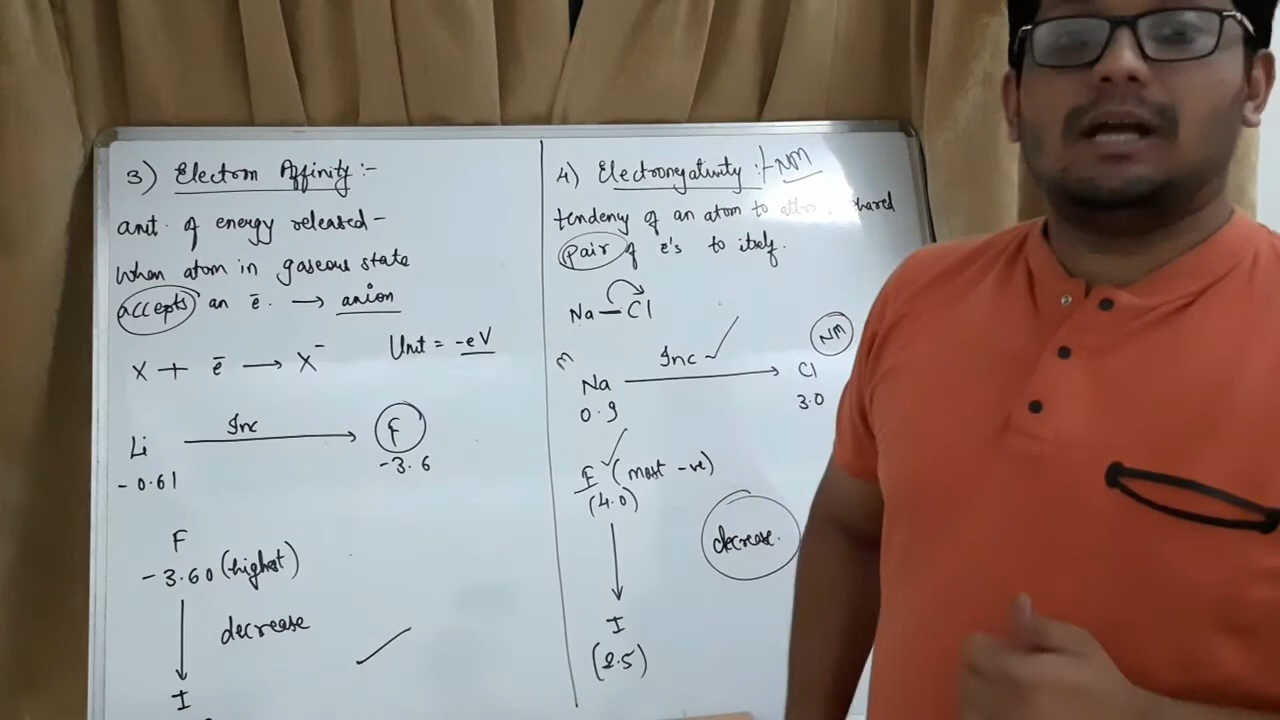 3) Electron Affinity :-
amt. of energy released -
When atom in gaseous state
accepts an e̅. → anion
Unit = -eV
X + e̅ → X⁻
Inc
Li → F
-0.61 -3.6
F
-3.60 (highest)
decrease
I
4) Electronegativity :- NM
tendency of an atom to shared
pair of e̅'s to itself.
Na — Cl
NM
M Inc
Na → Cl
0.9 3.0
F (most -ve)
(4.0)
decrease.
I
(2.5)